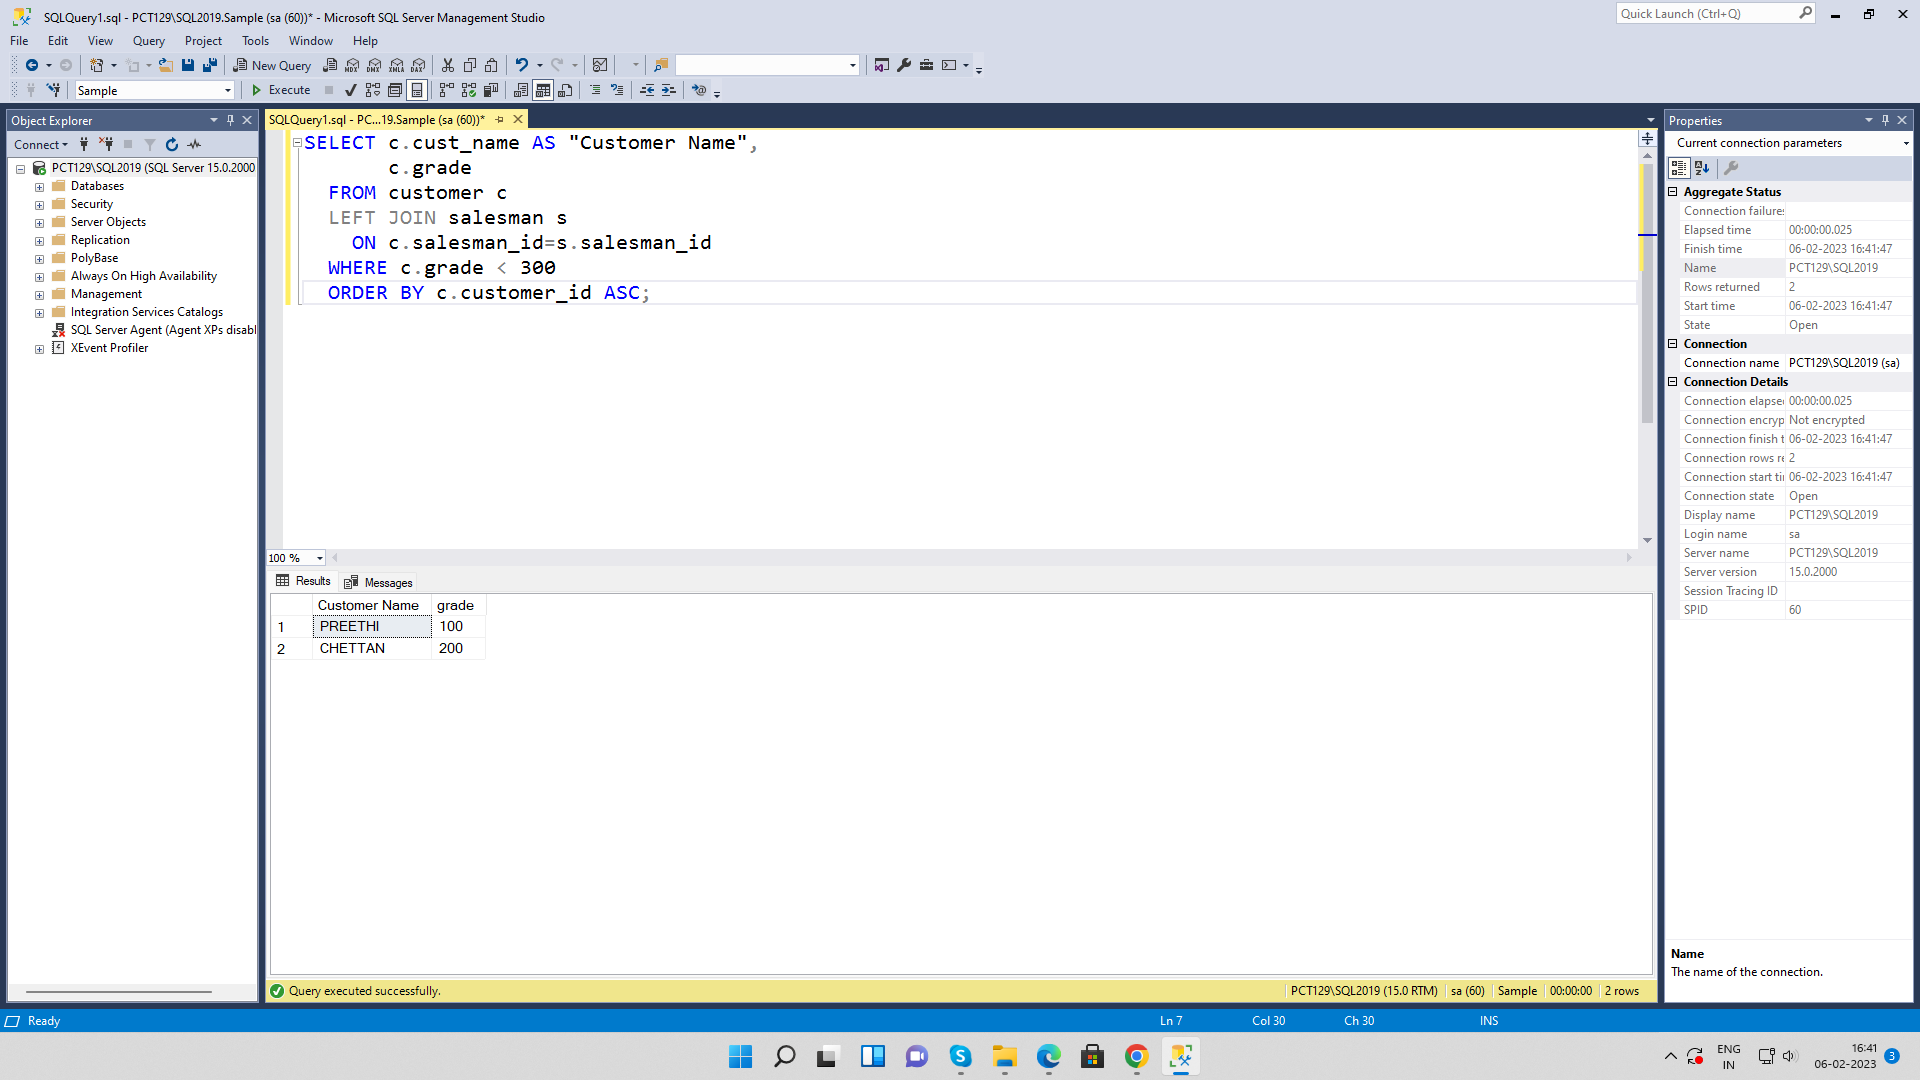 SQLQuery1.sql - PCT129\SQL2019.Sample (sa (60))* - Microsoft SQL Server Management Studio
Quick Launch (Ctrl+Q)
File Edit View Query Project Tools Window Help
New Query
Sample
Execute
Object Explorer
Connect
PCT129\SQL2019 (SQL Server 15.0.2000
Databases
Security
Server Objects
Replication
PolyBase
Always On High Availability
Management
Integration Services Catalogs
SQL Server Agent (Agent XPs disabl
XEvent Profiler
SQLQuery1.sql - PC...19.Sample (sa (60))*
SELECT c.cust_name AS "Customer Name",
c.grade
FROM customer c
LEFT JOIN salesman s
ON c.salesman_id=s.salesman_id
WHERE c.grade < 300
ORDER BY c.customer_id ASC;
100 %
Results Messages
Customer Name grade
1 PREETHI 100
2 CHETTAN 200
Query executed successfully.
PCT129\SQL2019 (15.0 RTM) sa (60) Sample 00:00:00 2 rows
Properties
Current connection parameters
Aggregate Status
Connection failures
Elapsed time 00:00:00.025
Finish time 06-02-2023 16:41:47
Name PCT129\SQL2019
Rows returned 2
Start time 06-02-2023 16:41:47
State Open
Connection
Connection name PCT129\SQL2019 (sa)
Connection Details
Connection elapse 00:00:00.025
Connection encryp Not encrypted
Connection finish t 06-02-2023 16:41:47
Connection rows re 2
Connection start ti 06-02-2023 16:41:47
Connection state Open
Display name PCT129\SQL2019
Login name sa
Server name PCT129\SQL2019
Server version 15.0.2000
Session Tracing ID
SPID 60
Name
The name of the connection.
Ready
Ln 7 Col 30 Ch 30 INS
ENG
IN
16:41
06-02-2023
3